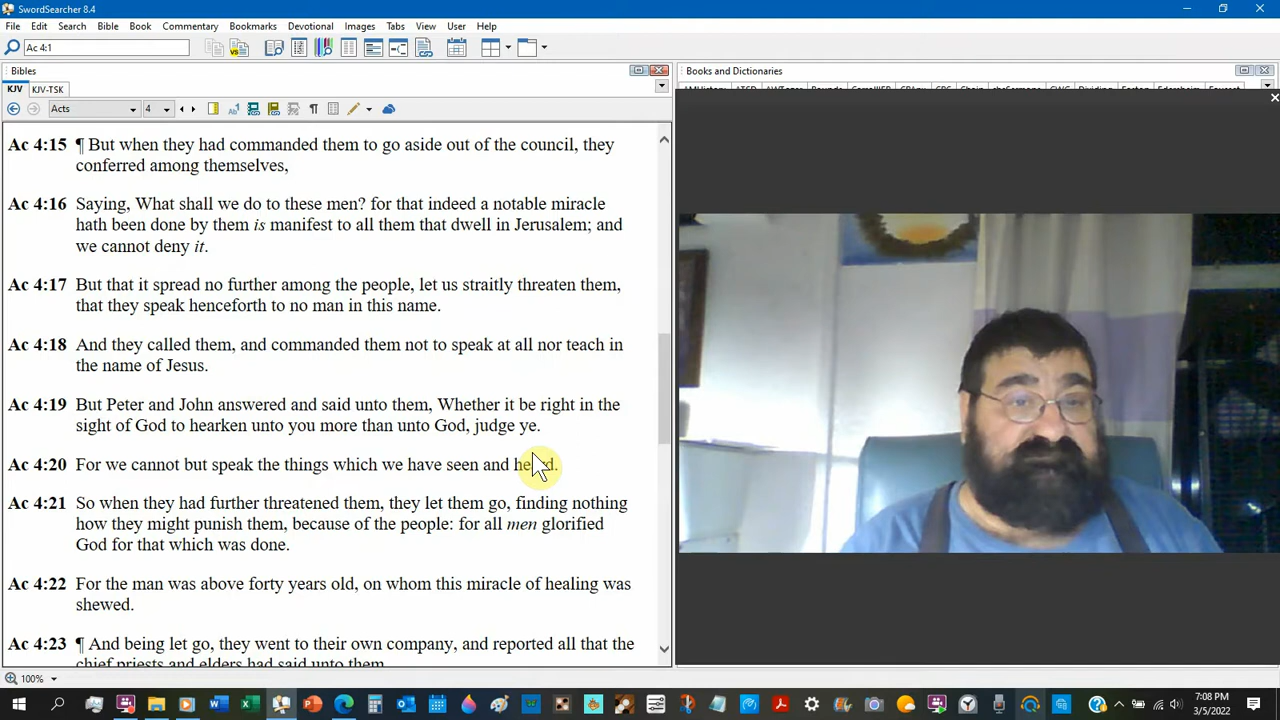 SwordSearcher 8.4
File Edit Search Bible Book Commentary Bookmarks Devotional Images Tabs View User Help
Ac 4:1
Bibles
Books and Dictionaries
KJV KJV-TSK
Acts 4
Ac 4:15 ¶ But when they had commanded them to go aside out of the council, they
conferred among themselves,
Ac 4:16 Saying, What shall we do to these men? for that indeed a notable miracle
hath been done by them is manifest to all them that dwell in Jerusalem; and
we cannot deny it.
Ac 4:17 But that it spread no further among the people, let us straitly threaten them,
that they speak henceforth to no man in this name.
Ac 4:18 And they called them, and commanded them not to speak at all nor teach in
the name of Jesus.
Ac 4:19 But Peter and John answered and said unto them, Whether it be right in the
sight of God to hearken unto you more than unto God, judge ye.
Ac 4:20 For we cannot but speak the things which we have seen and heard.
Ac 4:21 So when they had further threatened them, they let them go, finding nothing
how they might punish them, because of the people: for all men glorified
God for that which was done.
Ac 4:22 For the man was above forty years old, on whom this miracle of healing was
shewed.
Ac 4:23 ¶ And being let go, they went to their own company, and reported all that the
chief priests and elders had said unto them.
100%
7:08 PM
3/5/2022